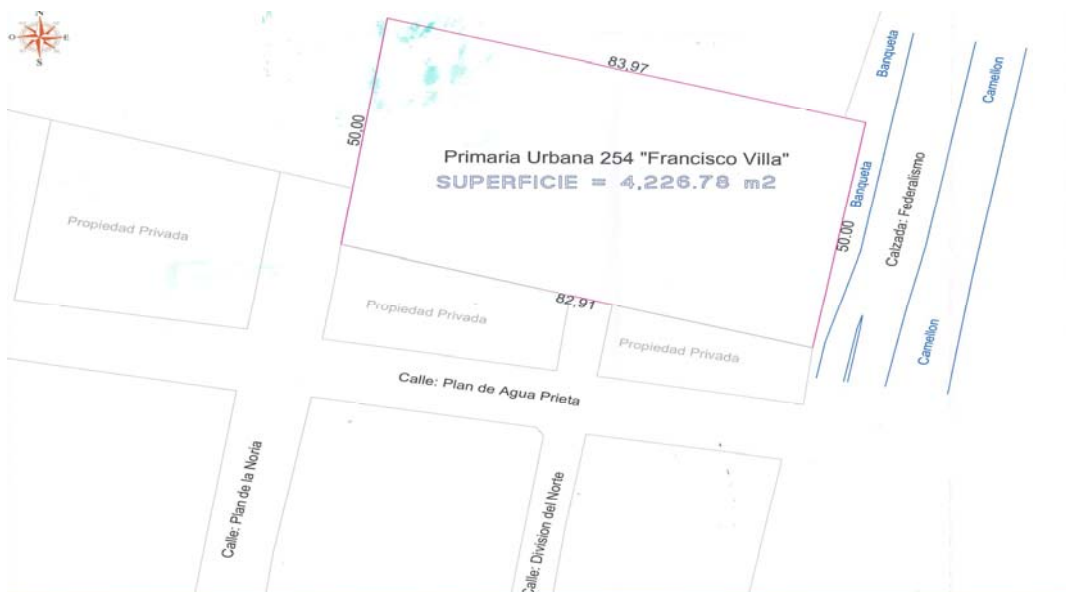 N
O
E
S
83.97
50.00
Primaria Urbana 254 "Francisco Villa"
SUPERFICIE = 4,226.78 m2
Banqueta
Banqueta
50.00
Calzada: Federalismo
Camellon
Camellon
Propiedad Privada
82.91
Propiedad Privada
Propiedad Privada
Calle: Plan de Agua Prieta
Calle: Plan de la Noria
Calle: Division del Norte